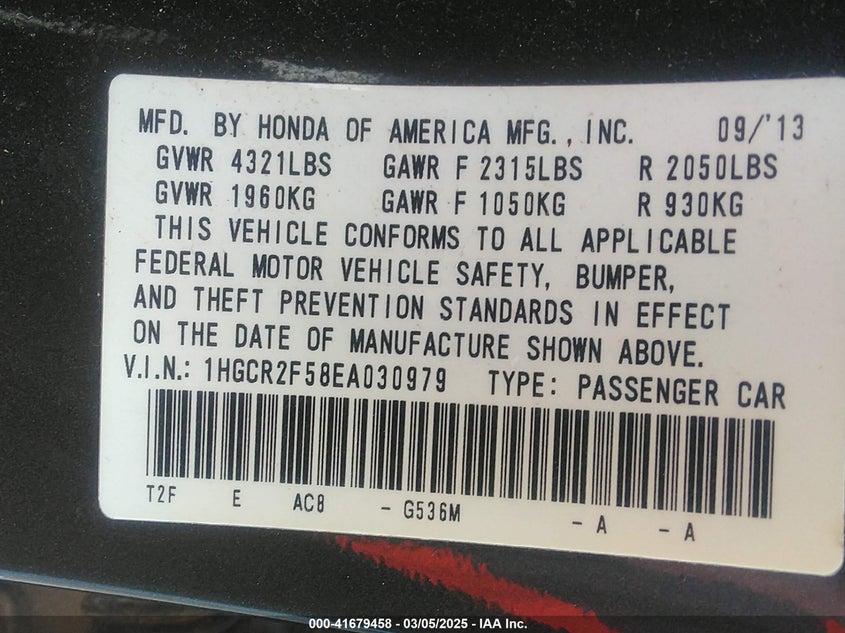 MFD. BY HONDA OF AMERICA MFG., INC. 09/'13
GVWR 4321LBS GAWR F 2315LBS R 2050LBS
GVWR 1960KG GAWR F 1050KG R 930KG
THIS VEHICLE CONFORMS TO ALL APPLICABLE
FEDERAL MOTOR VEHICLE SAFETY, BUMPER,
AND THEFT PREVENTION STANDARDS IN EFFECT
ON THE DATE OF MANUFACTURE SHOWN ABOVE.
V.I.N.: 1HGCR2F58EA030979 TYPE: PASSENGER CAR
T2F E AC8 - G536M - A - A
000-41679458 - 03/05/2025 - IAA Inc.